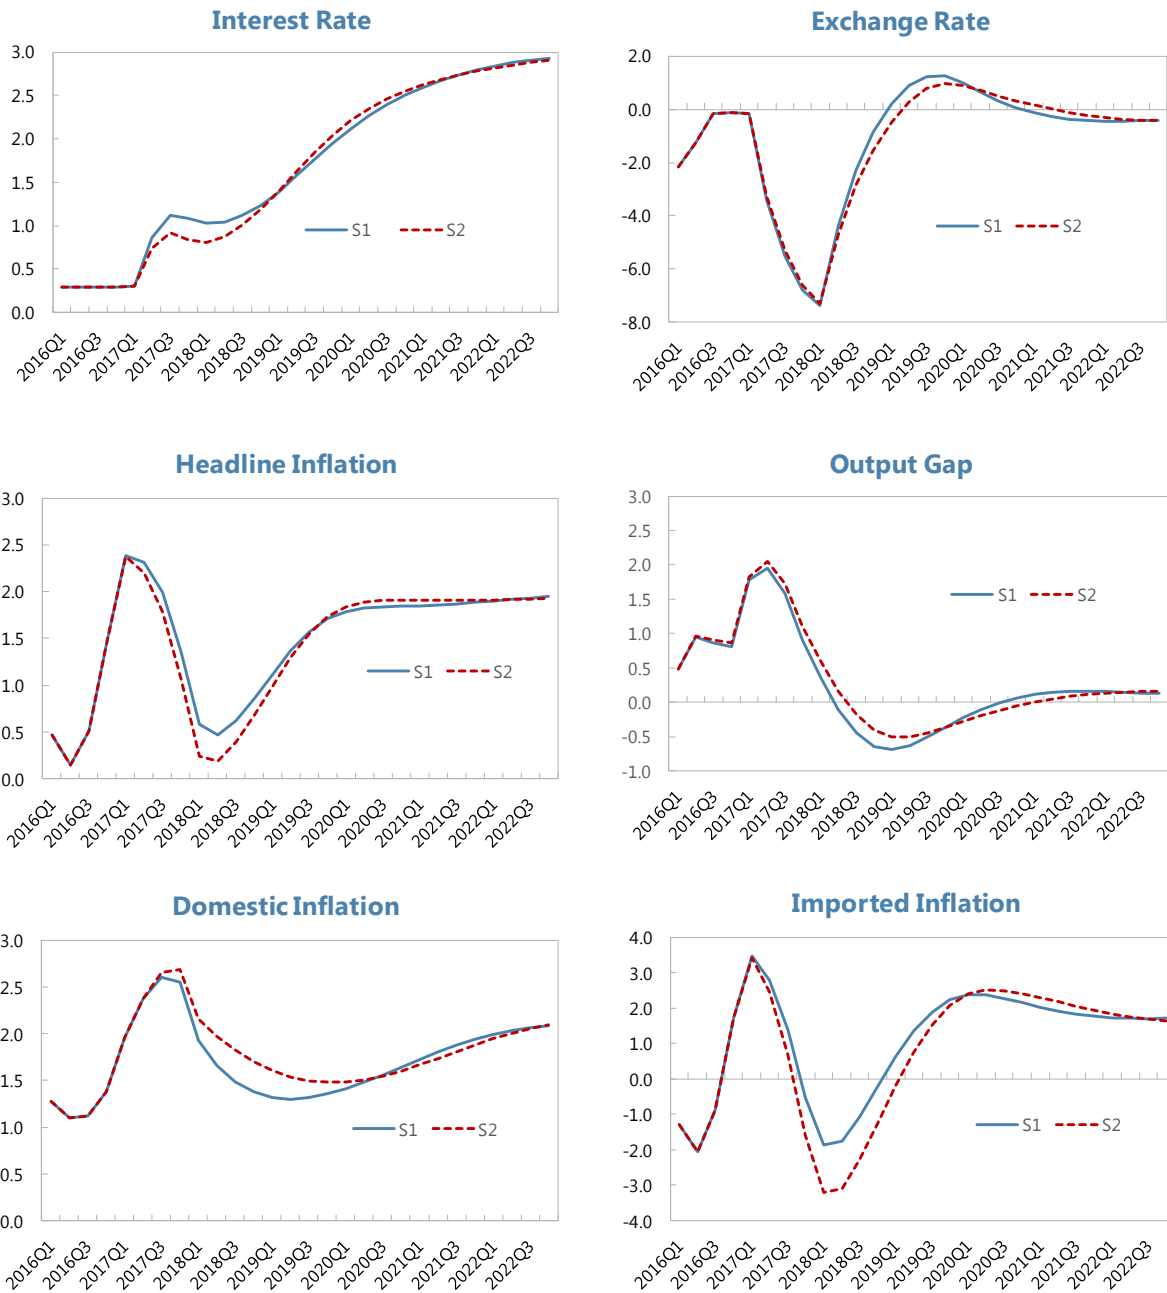 Interest Rate
3.0
2.5
2.0
1.5
1.0
0.5
0.0
S1 S2
2016Q1 2016Q3 2017Q1 2017Q3 2018Q1 2018Q3 2019Q1 2019Q3 2020Q1 2020Q3 2021Q1 2021Q3 2022Q1 2022Q3
Exchange Rate
2.0
0.0
-2.0
-4.0
-6.0
-8.0
S1 S2
2016Q1 2016Q3 2017Q1 2017Q3 2018Q1 2018Q3 2019Q1 2019Q3 2020Q1 2020Q3 2021Q1 2021Q3 2022Q1 2022Q3
Headline Inflation
3.0
2.5
2.0
1.5
1.0
0.5
0.0
S1 S2
2016Q1 2016Q3 2017Q1 2017Q3 2018Q1 2018Q3 2019Q1 2019Q3 2020Q1 2020Q3 2021Q1 2021Q3 2022Q1 2022Q3
Output Gap
3.0
2.5
2.0
1.5
1.0
0.5
0.0
-0.5
-1.0
S1 S2
2016Q1 2016Q3 2017Q1 2017Q3 2018Q1 2018Q3 2019Q1 2019Q3 2020Q1 2020Q3 2021Q1 2021Q3 2022Q1 2022Q3
Domestic Inflation
3.0
2.5
2.0
1.5
1.0
0.5
0.0
S1 S2
2016Q1 2016Q3 2017Q1 2017Q3 2018Q1 2018Q3 2019Q1 2019Q3 2020Q1 2020Q3 2021Q1 2021Q3 2022Q1 2022Q3
Imported Inflation
4.0
3.0
2.0
1.0
0.0
-1.0
-2.0
-3.0
-4.0
S1 S2
2016Q1 2016Q3 2017Q1 2017Q3 2018Q1 2018Q3 2019Q1 2019Q3 2020Q1 2020Q3 2021Q1 2021Q3 2022Q1 2022Q3